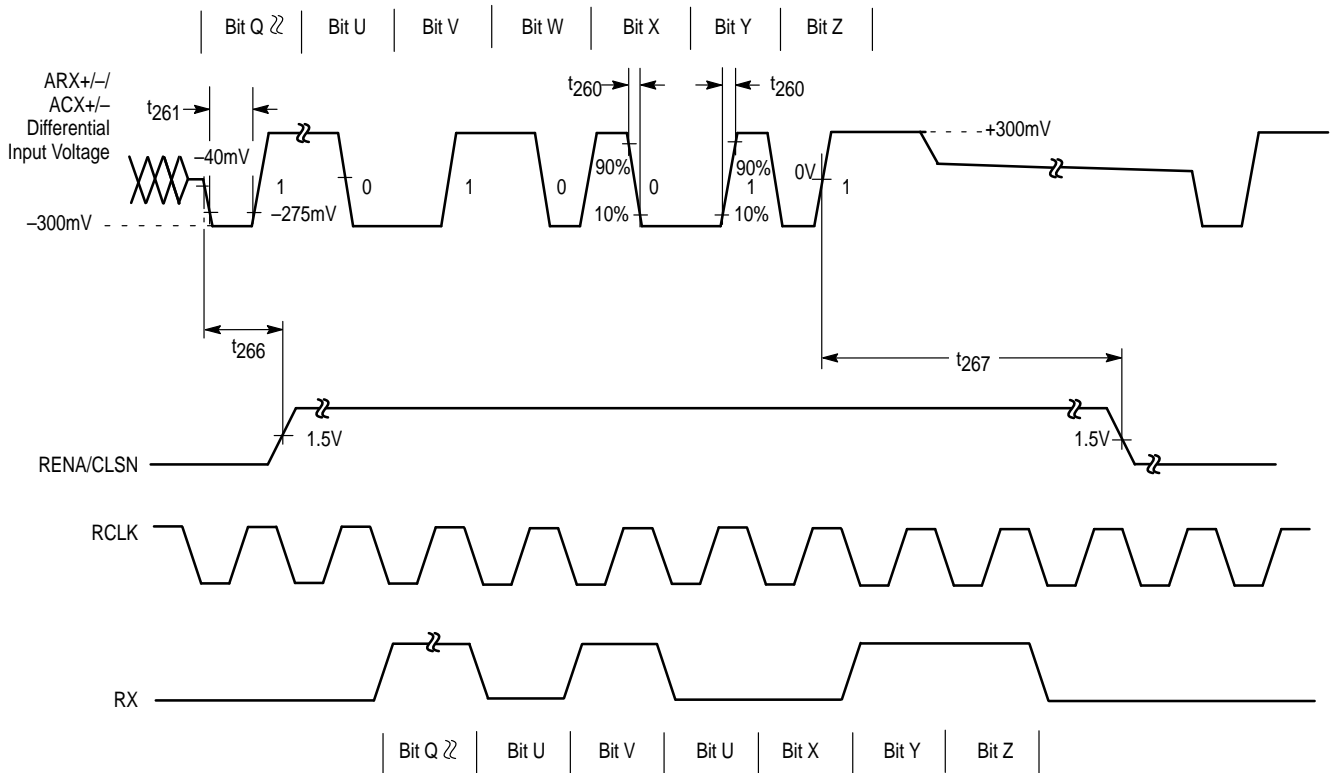 Bit Q Bit U Bit V Bit W Bit X Bit Y Bit Z
ARX+/–/
ACX+/–
Differential
Input Voltage
t261
t260
t260
–40mV
–275mV
–300mV
1
0
1
0
90%
10%
0
90%
10%
1
0V
1
+300mV
t266
t267
1.5V
1.5V
RENA/CLSN
RCLK
RX
Bit Q Bit U Bit V Bit U Bit X Bit Y Bit Z